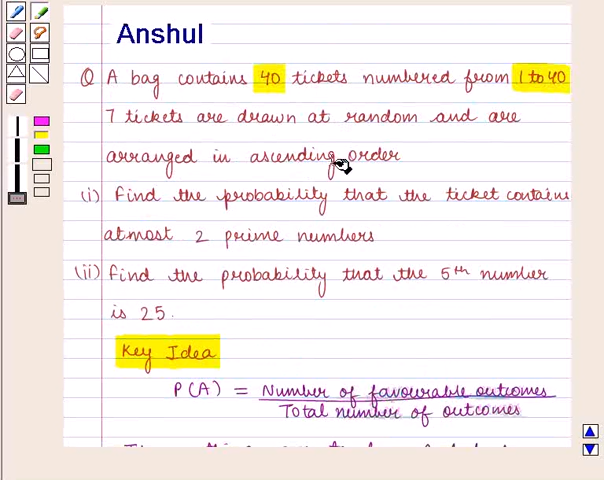 Anshul
Q A bag contains 40 tickets numbered from 1 to 40
7 tickets are drawn at random and are
arranged in ascending order
(i) Find the probability that the ticket contains
atmost 2 prime numbers
(ii) Find the probability that the 5th number
is 25.
Key Idea
P(A) = Number of favourable outcomes
Total number of outcomes